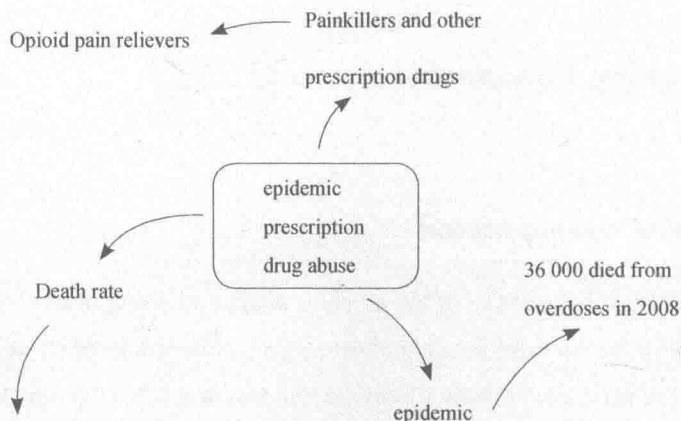 Painkillers and other
Opioid pain relievers
prescription drugs
epidemic
prescription
drug abuse
36 000 died from
Death rate
overdoses in 2008
epidemic